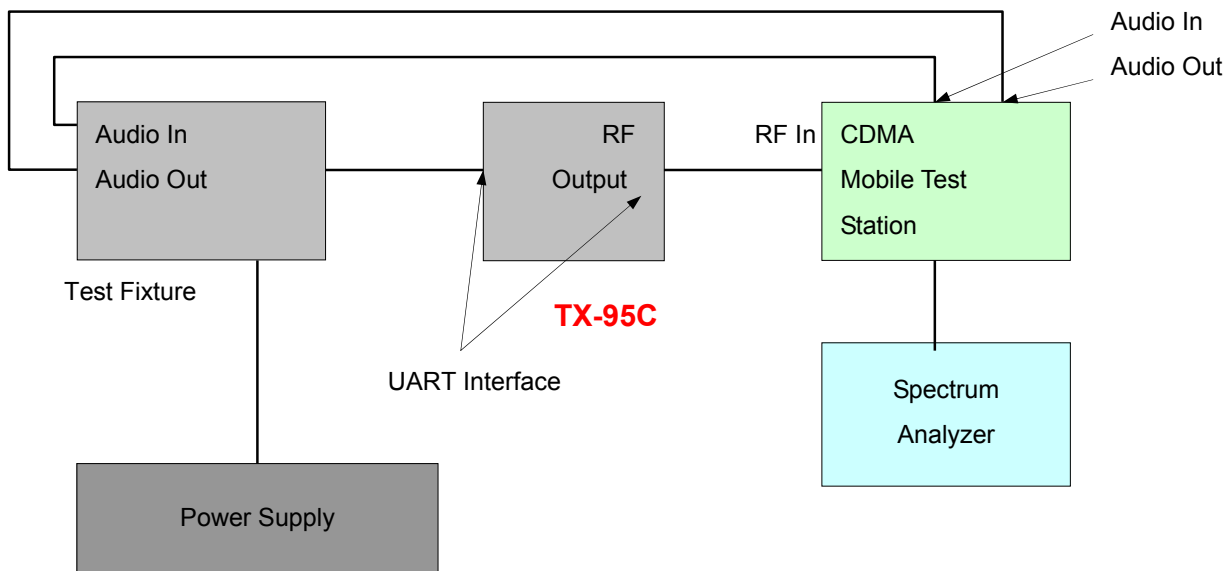 Audio In
Audio Out
Audio In
Audio Out
Test Fixture
RF
Output
RF In
CDMA
Mobile Test
Station
TX-95C
UART Interface
Spectrum
Analyzer
Power Supply